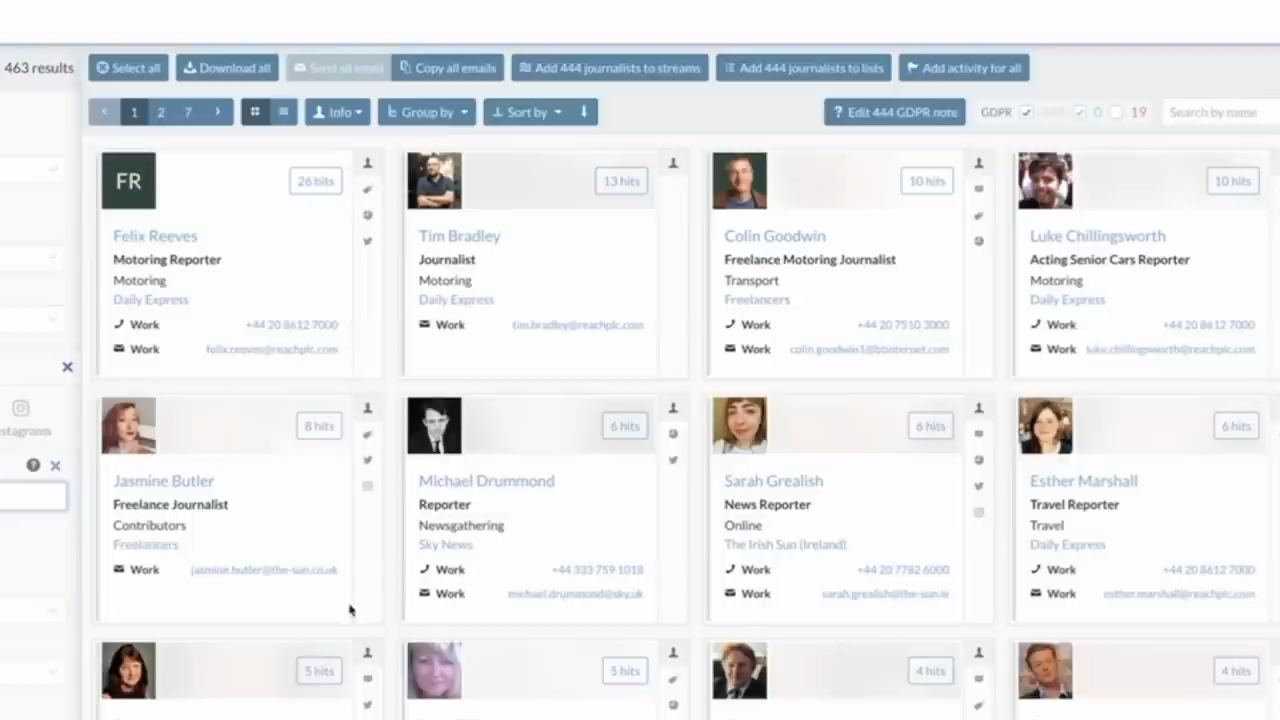 463 results
Select all
Download all
Send all email
Copy all emails
Add 444 journalists to streams
Add 444 journalists to lists
Add activity for all
1 2 7
Info
Group by
Sort by
? Edit 444 GDPR note
GDPR
0
19
Search by name
FR
26 hits
Felix Reeves
Motoring Reporter
Motoring
Daily Express
Work +44 20 8612 7000
Work felix.reeves@reachplc.com
13 hits
Tim Bradley
Journalist
Motoring
Daily Express
Work tim.bradley@reachplc.com
10 hits
Colin Goodwin
Freelance Motoring Journalist
Transport
Freelancers
Work +44 20 7510 3000
Work colin.goodwin1@btinternet.com
10 hits
Luke Chillingsworth
Acting Senior Cars Reporter
Motoring
Daily Express
Work +44 20 8612 7000
Work luke.chillingsworth@reachplc.com
stagrams
8 hits
Jasmine Butler
Freelance Journalist
Contributors
Freelancers
Work jasmine.butler@the-sun.co.uk
6 hits
Michael Drummond
Reporter
Newsgathering
Sky News
Work +44 333 759 1018
Work michael.drummond@sky.uk
6 hits
Sarah Grealish
News Reporter
Online
The Irish Sun (Ireland)
Work +44 20 7782 6000
Work sarah.grealish@the-sun.ie
6 hits
Esther Marshall
Travel Reporter
Travel
Daily Express
Work +44 20 8612 7000
Work esther.marshall@reachplc.com
5 hits
5 hits
4 hits
4 hits